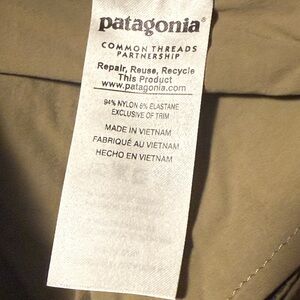 patagonia®
COMMON THREADS
PARTNERSHIP
Repair, Reuse, Recycle
This Product
www.patagonia.com
94% NYLON 6% ELASTANE
EXCLUSIVE OF TRIM
MADE IN VIETNAM
FABRIQUÉ AU VIETNAM
HECHO EN VIETNAM